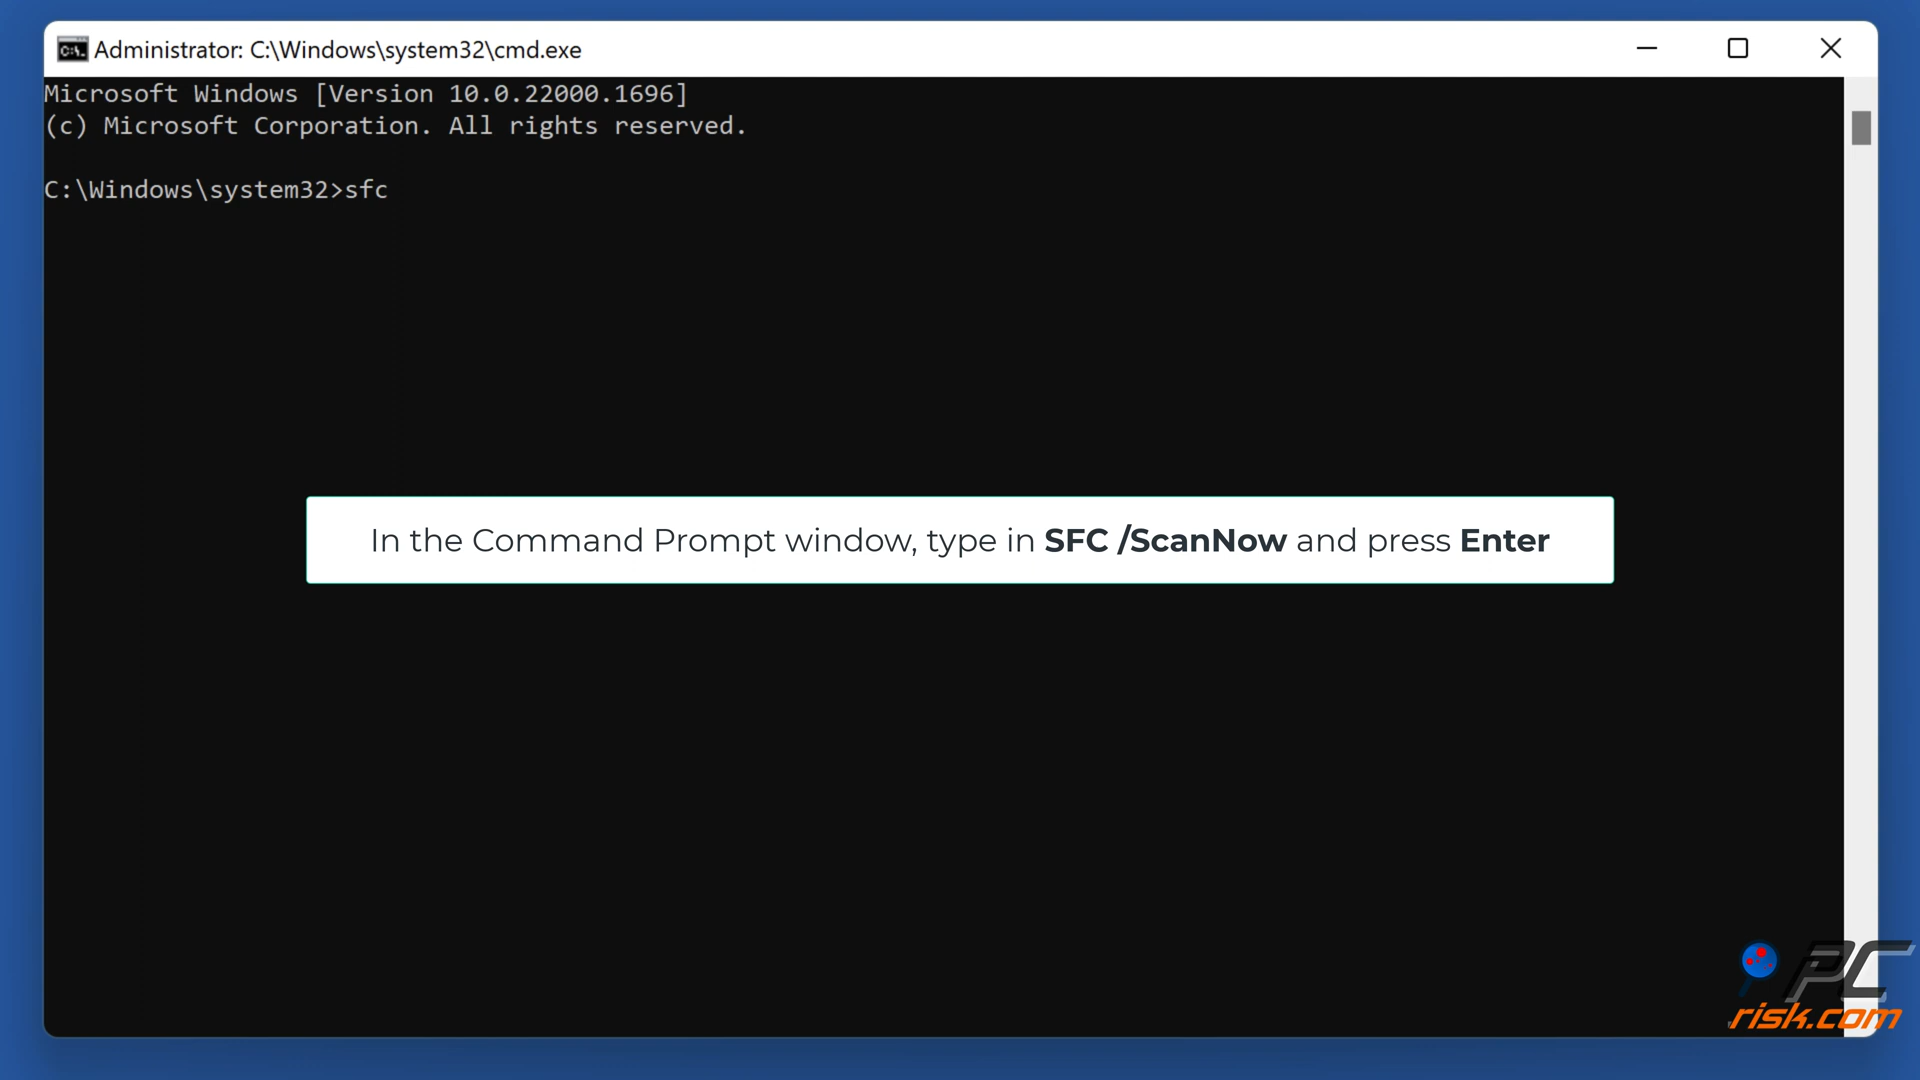 Administrator: C:\Windows\system32\cmd.exe
Microsoft Windows [Version 10.0.22000.1696]
(c) Microsoft Corporation. All rights reserved.
C:\Windows\system32>sfc
In the Command Prompt window, type in SFC /ScanNow and press Enter
PC
risk.com